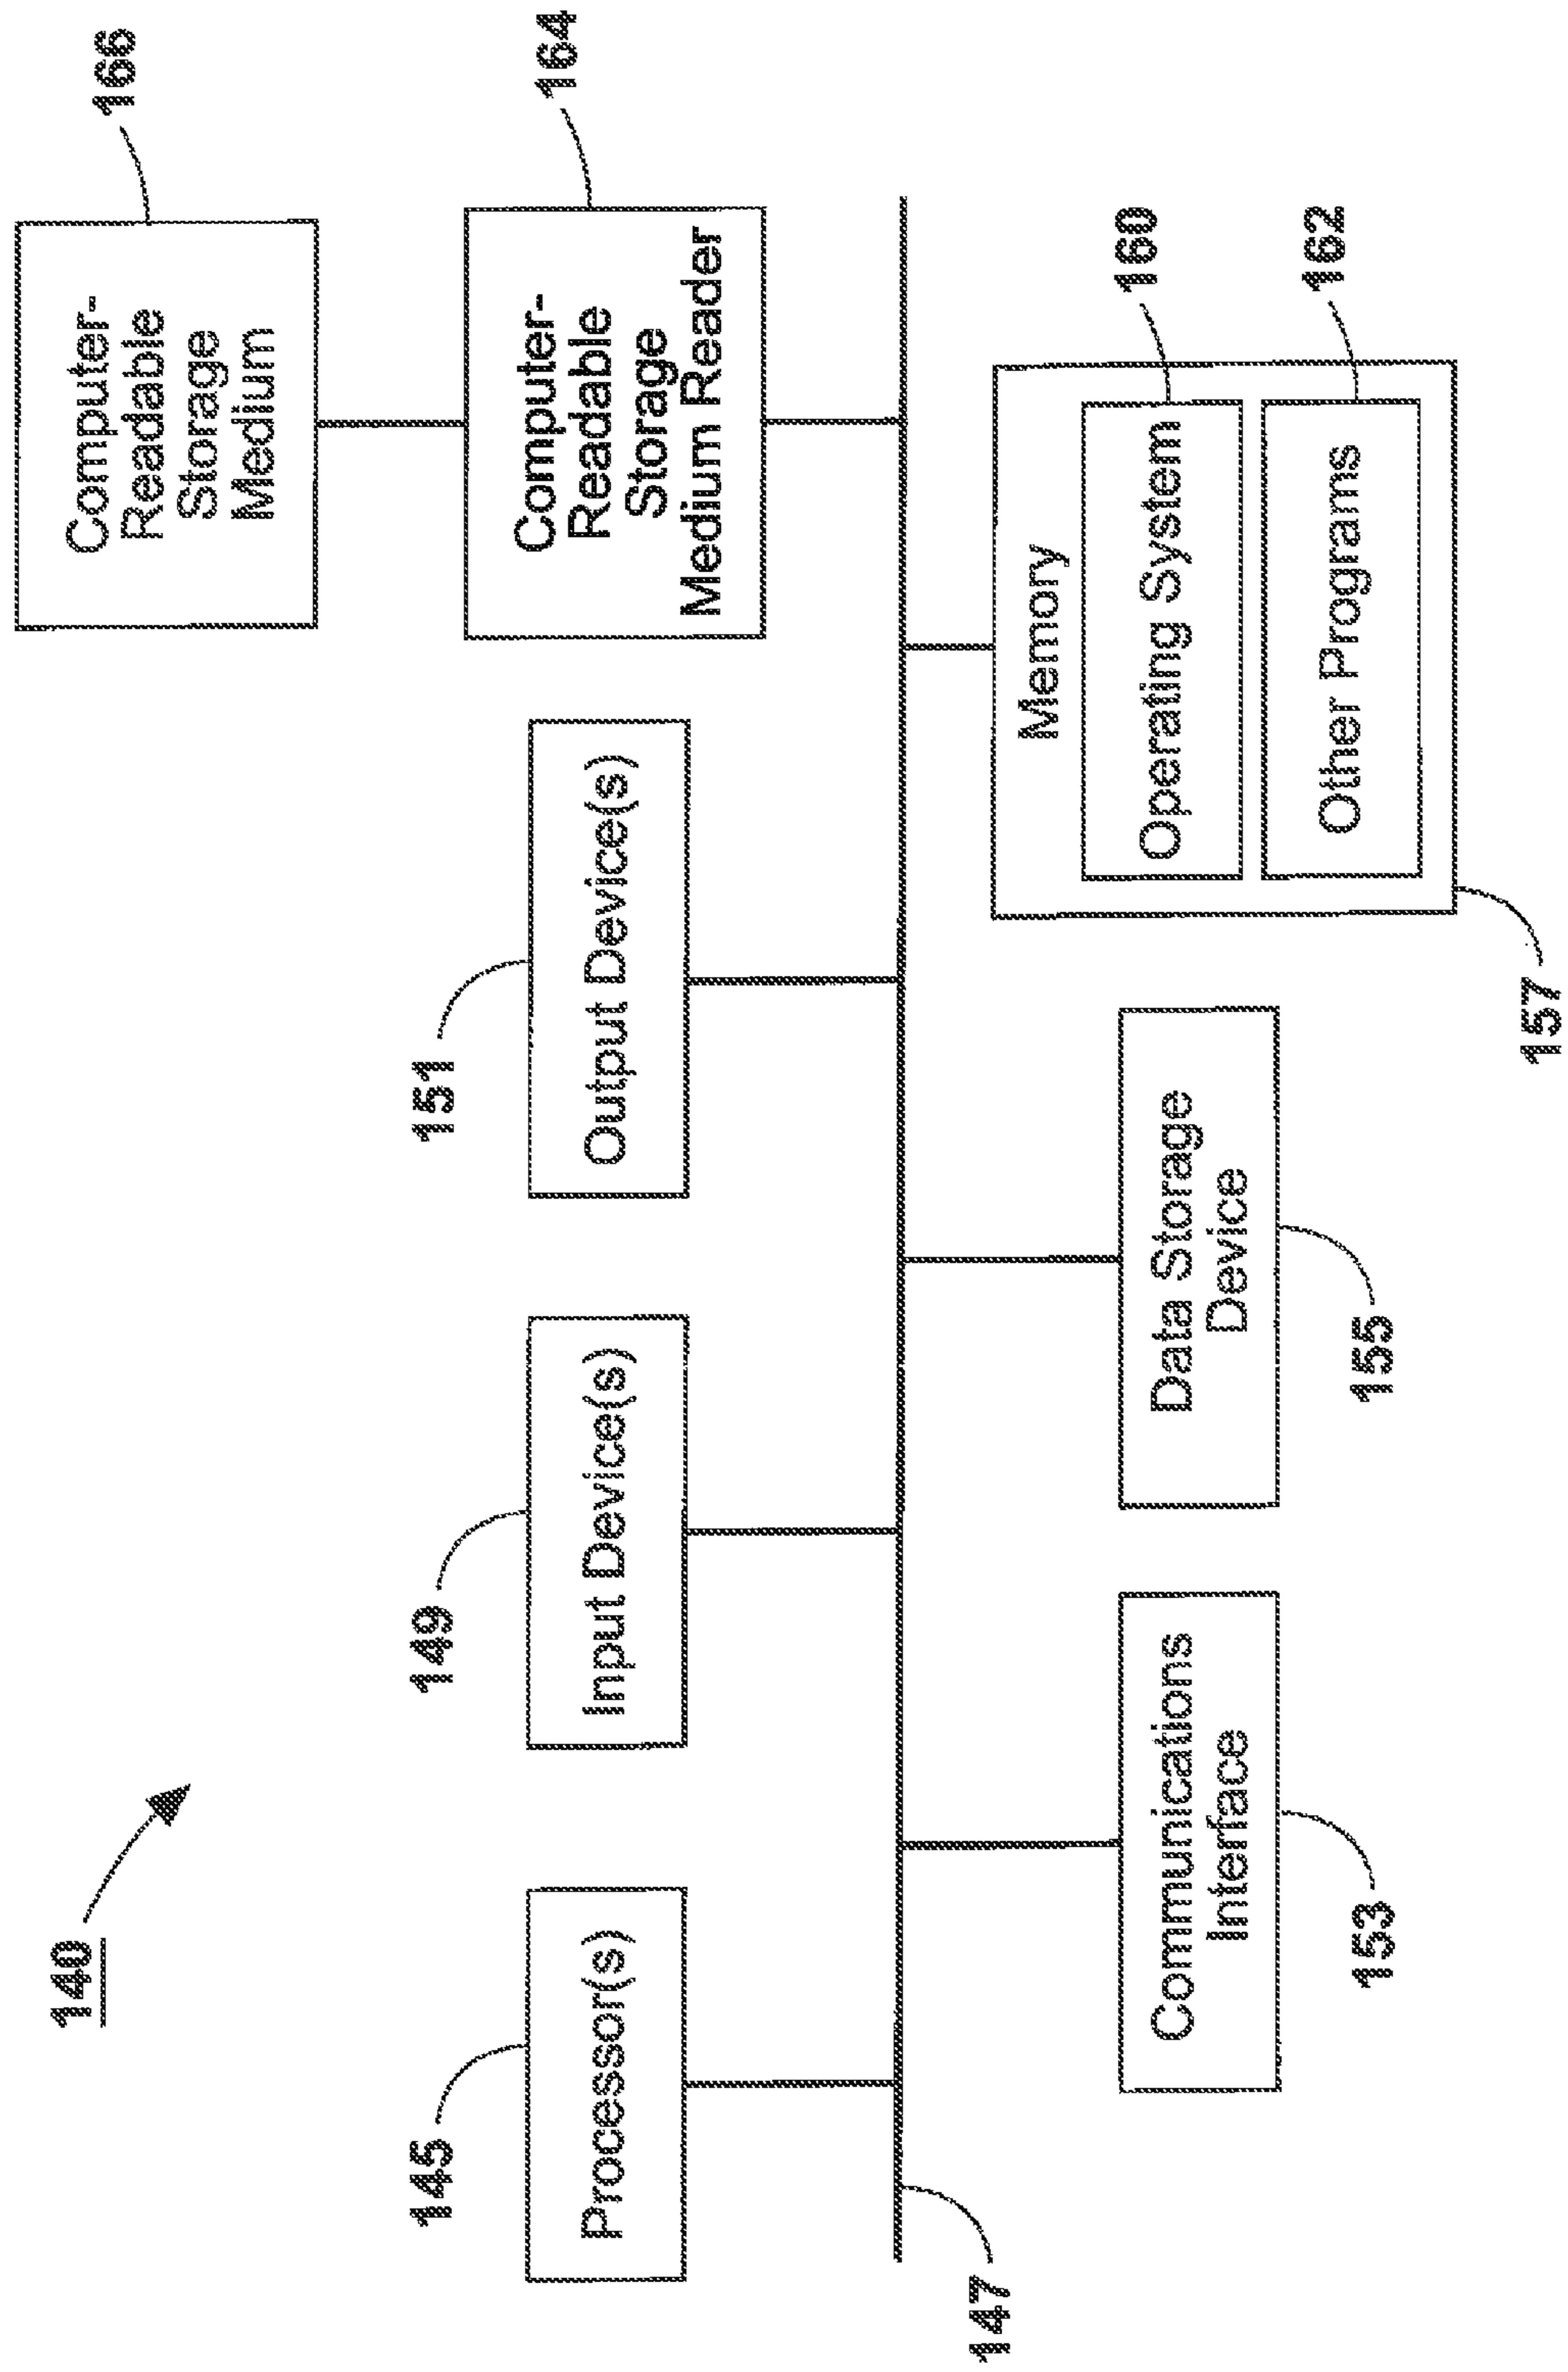 140
166
Computer-
Readable
Storage
Medium
164
Computer-
Readable
Storage
Medium Reader
145
Processor(s)
149
Input Device(s)
151
Output Device(s)
147
Communications
Interface
153
Data Storage
Device
155
Memory
Operating System
160
Other Programs
162
157